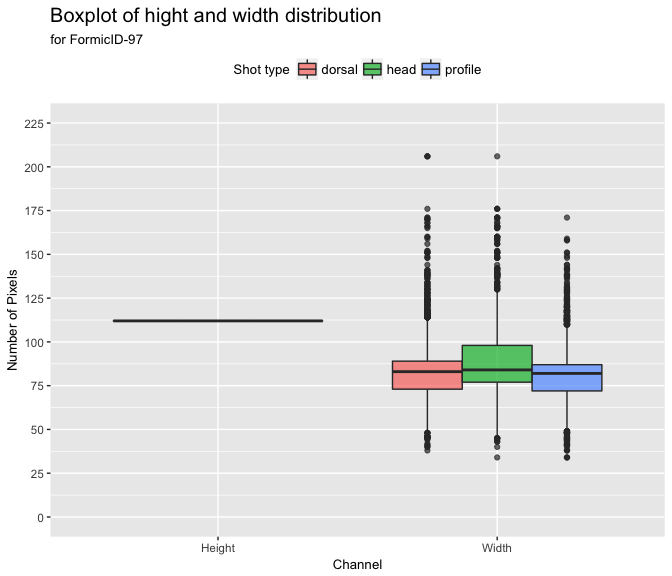 Boxplot of hight and width distribution
for FormicID-97
Shot type dorsal head profile
225
200
175
150
125
100
75
50
25
0
Number of Pixels
Height Width
Channel